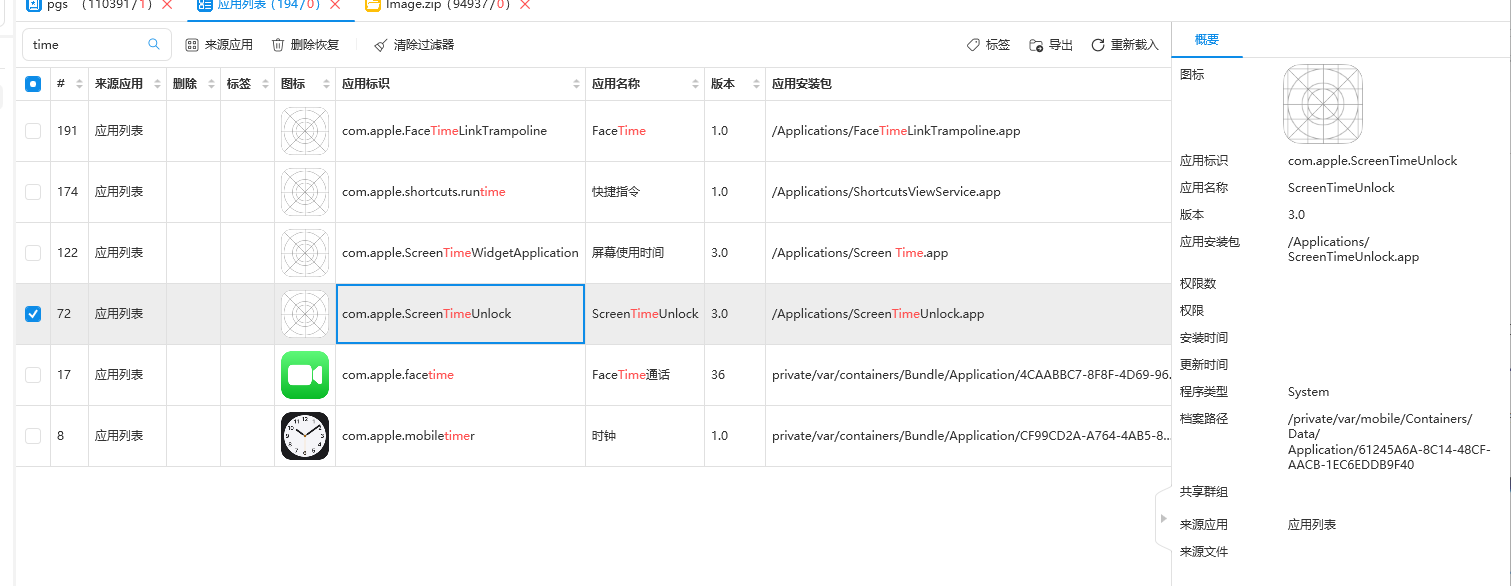 pgs (110391/1)
应用列表 (194/0)
Image.zip (94937/0)
time
来源应用
删除恢复
清除过滤器
标签
导出
重新载入
# 来源应用 删除 标签 图标 应用标识 应用名称 版本 应用安装包
191 应用列表 com.apple.FaceTimeLinkTrampoline FaceTime 1.0 /Applications/FaceTimeLinkTrampoline.app
174 应用列表 com.apple.shortcuts.runtime 快捷指令 1.0 /Applications/ShortcutsViewService.app
122 应用列表 com.apple.ScreenTimeWidgetApplication 屏幕使用时间 3.0 /Applications/Screen Time.app
72 应用列表 com.apple.ScreenTimeUnlock ScreenTimeUnlock 3.0 /Applications/ScreenTimeUnlock.app
17 应用列表 com.apple.facetime FaceTime通话 36 private/var/containers/Bundle/Application/4CAABBC7-8F8F-4D69-96...
8 应用列表 com.apple.mobiletimer 时钟 1.0 private/var/containers/Bundle/Application/CF99CD2A-A764-4AB5-8...
概要
图标
应用标识 com.apple.ScreenTimeUnlock
应用名称 ScreenTimeUnlock
版本 3.0
应用安装包 /Applications/
ScreenTimeUnlock.app
权限数
权限
安装时间
更新时间
程序类型 System
档案路径 /private/var/mobile/Containers/
Data/
Application/61245A6A-8C14-48CF-
AACB-1EC6EDDB9F40
共享群组
来源应用 应用列表
来源文件